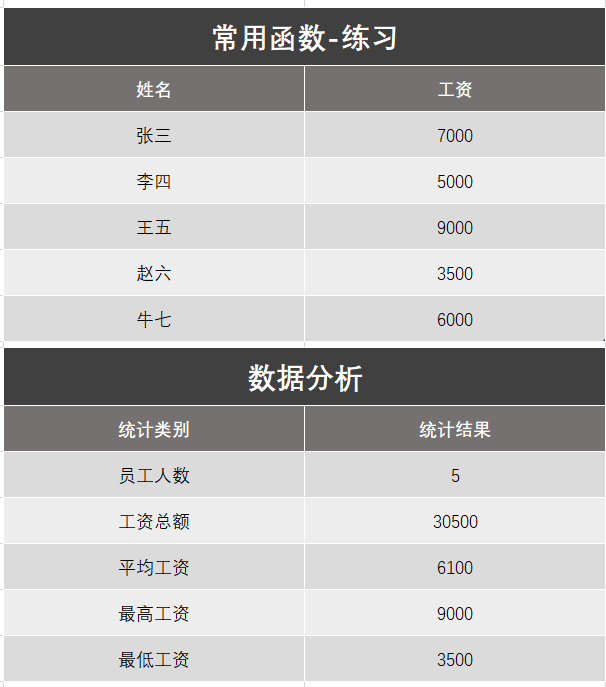 常用函数-练习
姓名 工资
张三 7000
李四 5000
王五 9000
赵六 3500
牛七 6000
数据分析
统计类别 统计结果
员工人数 5
工资总额 30500
平均工资 6100
最高工资 9000
最低工资 3500